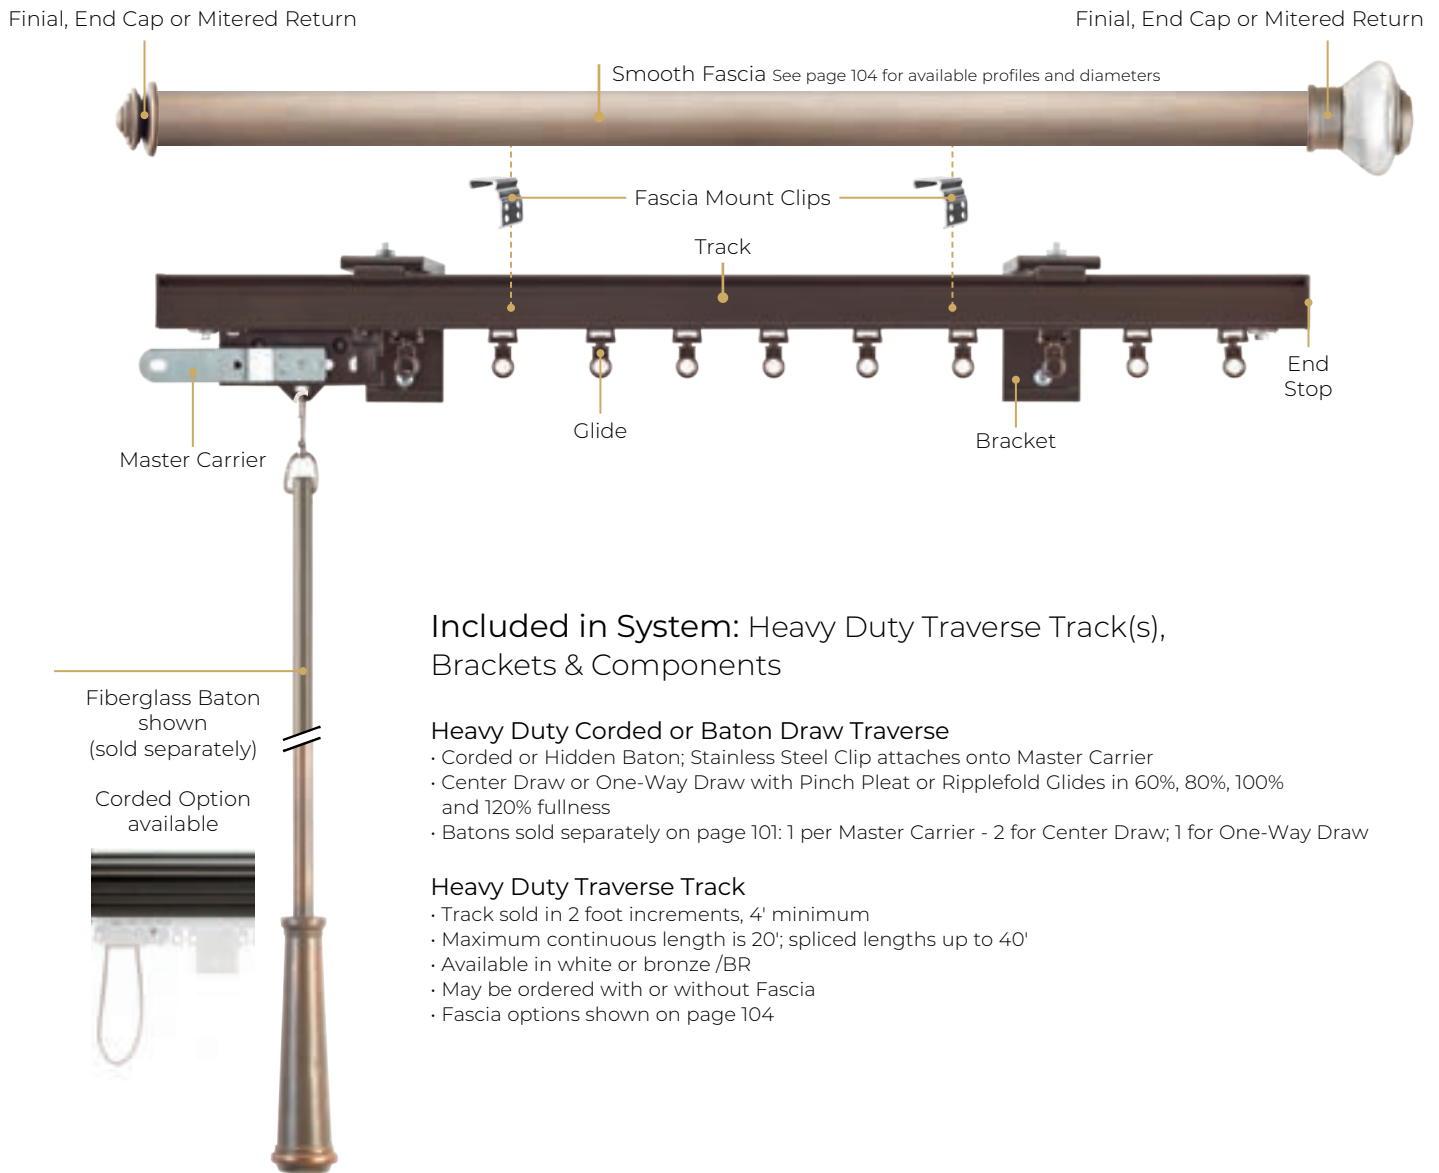 Finial, End Cap or Mitered Return
Finial, End Cap or Mitered Return
Smooth Fascia See page 104 for available profiles and diameters
Fascia Mount Clips
Track
End
Stop
Glide
Bracket
Master Carrier
Included in System: Heavy Duty Traverse Track(s),
Brackets & Components
Fiberglass Baton
shown
(sold separately)
Corded Option
available
Heavy Duty Corded or Baton Draw Traverse
· Corded or Hidden Baton; Stainless Steel Clip attaches onto Master Carrier
· Center Draw or One-Way Draw with Pinch Pleat or Ripplefold Glides in 60%, 80%, 100%
and 120% fullness
· Batons sold separately on page 101: 1 per Master Carrier - 2 for Center Draw; 1 for One-Way Draw
Heavy Duty Traverse Track
· Track sold in 2 foot increments, 4' minimum
· Maximum continuous length is 20'; spliced lengths up to 40'
· Available in white or bronze /BR
· May be ordered with or without Fascia
· Fascia options shown on page 104